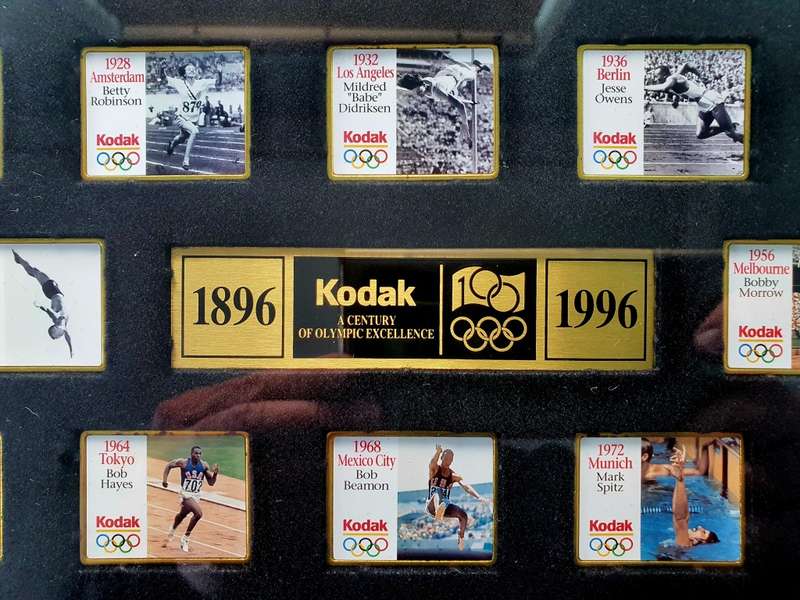 1928
Amsterdam
Betty
Robinson
Kodak
879
1932
Los Angeles
Mildred
"Babe"
Didriksen
Kodak
1936
Berlin
Jesse
Owens
Kodak
1896
Kodak
A CENTURY
OF OLYMPIC EXCELLENCE
100
1996
1956
Melbourne
Bobby
Morrow
Kodak
1964
Tokyo
Bob
Hayes
Kodak
USA
702
1968
Mexico City
Bob
Beamon
Kodak
1972
Munich
Mark
Spitz
Kodak